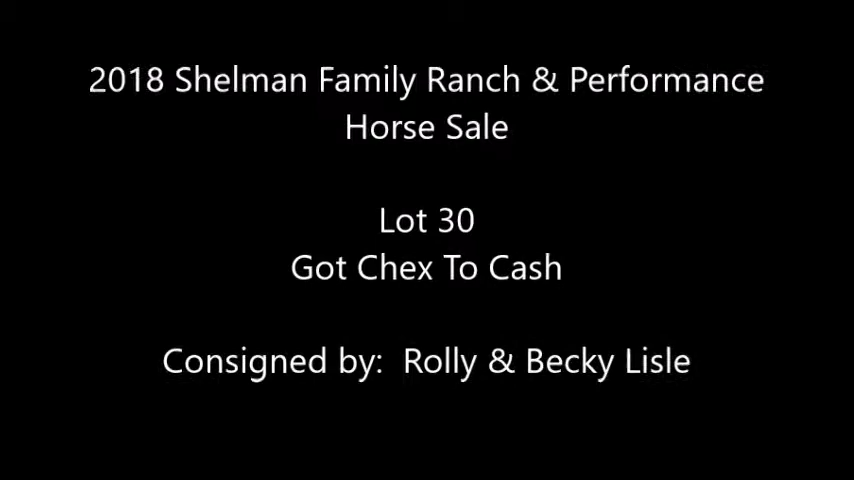 2018 Shelman Family Ranch & Performance
Horse Sale
Lot 30
Got Chex To Cash
Consigned by:  Rolly & Becky Lisle